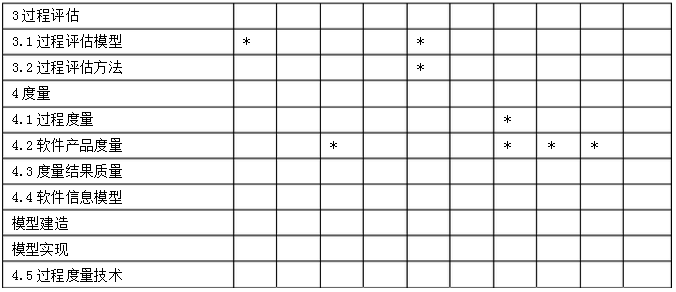 3过程评估
3.1过程评估模型 * *
3.2过程评估方法 *
4度量
4.1过程度量 *
4.2软件产品度量 * * * *
4.3度量结果质量
4.4软件信息模型
模型建造
模型实现
4.5过程度量技术